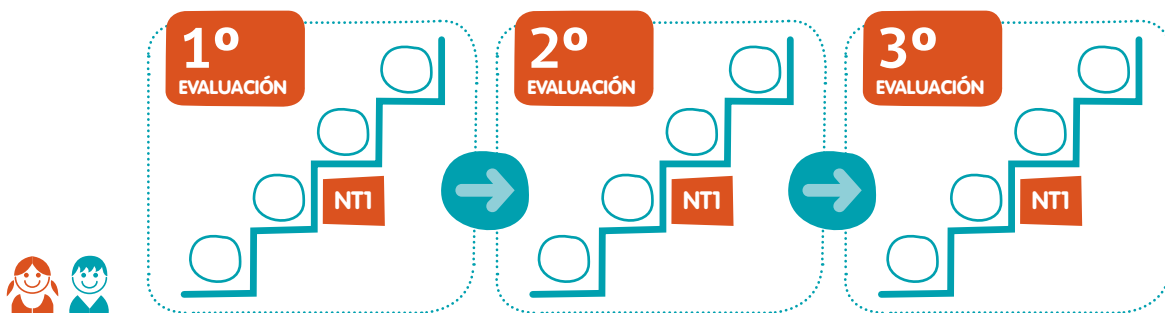 1º
EVALUACIÓN
NT1
2º
EVALUACIÓN
NT1
3º
EVALUACIÓN
NT1